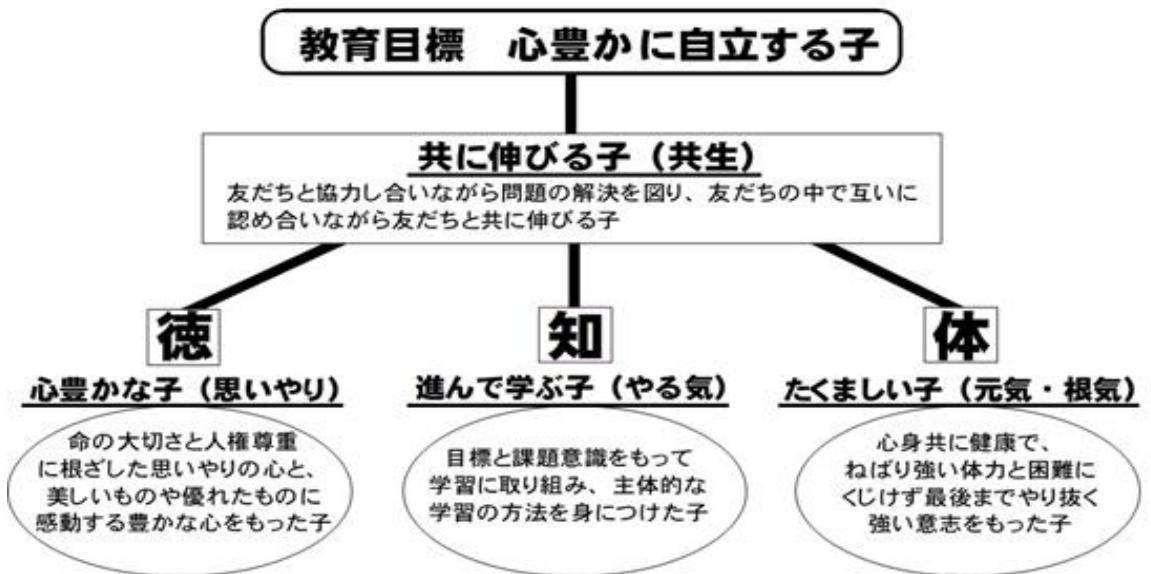 教育目標　心豊かに自立する子
共に伸びる子（共生）
友だちと協力し合いながら問題の解決を図り、友だちの中で互いに
認め合いながら友だちと共に伸びる子
徳
心豊かな子（思いやり）
命の大切さと人権尊重
に根ざした思いやりの心と、
美しいものや優れたものに
感動する豊かな心をもった子
知
進んで学ぶ子（やる気）
目標と課題意識をもって
学習に取り組み、主体的な
学習の方法を身につけた子
体
たくましい子（元気・根気）
心身共に健康で、
ねばり強い体力と困難に
くじけず最後までやり抜く
強い意志をもった子